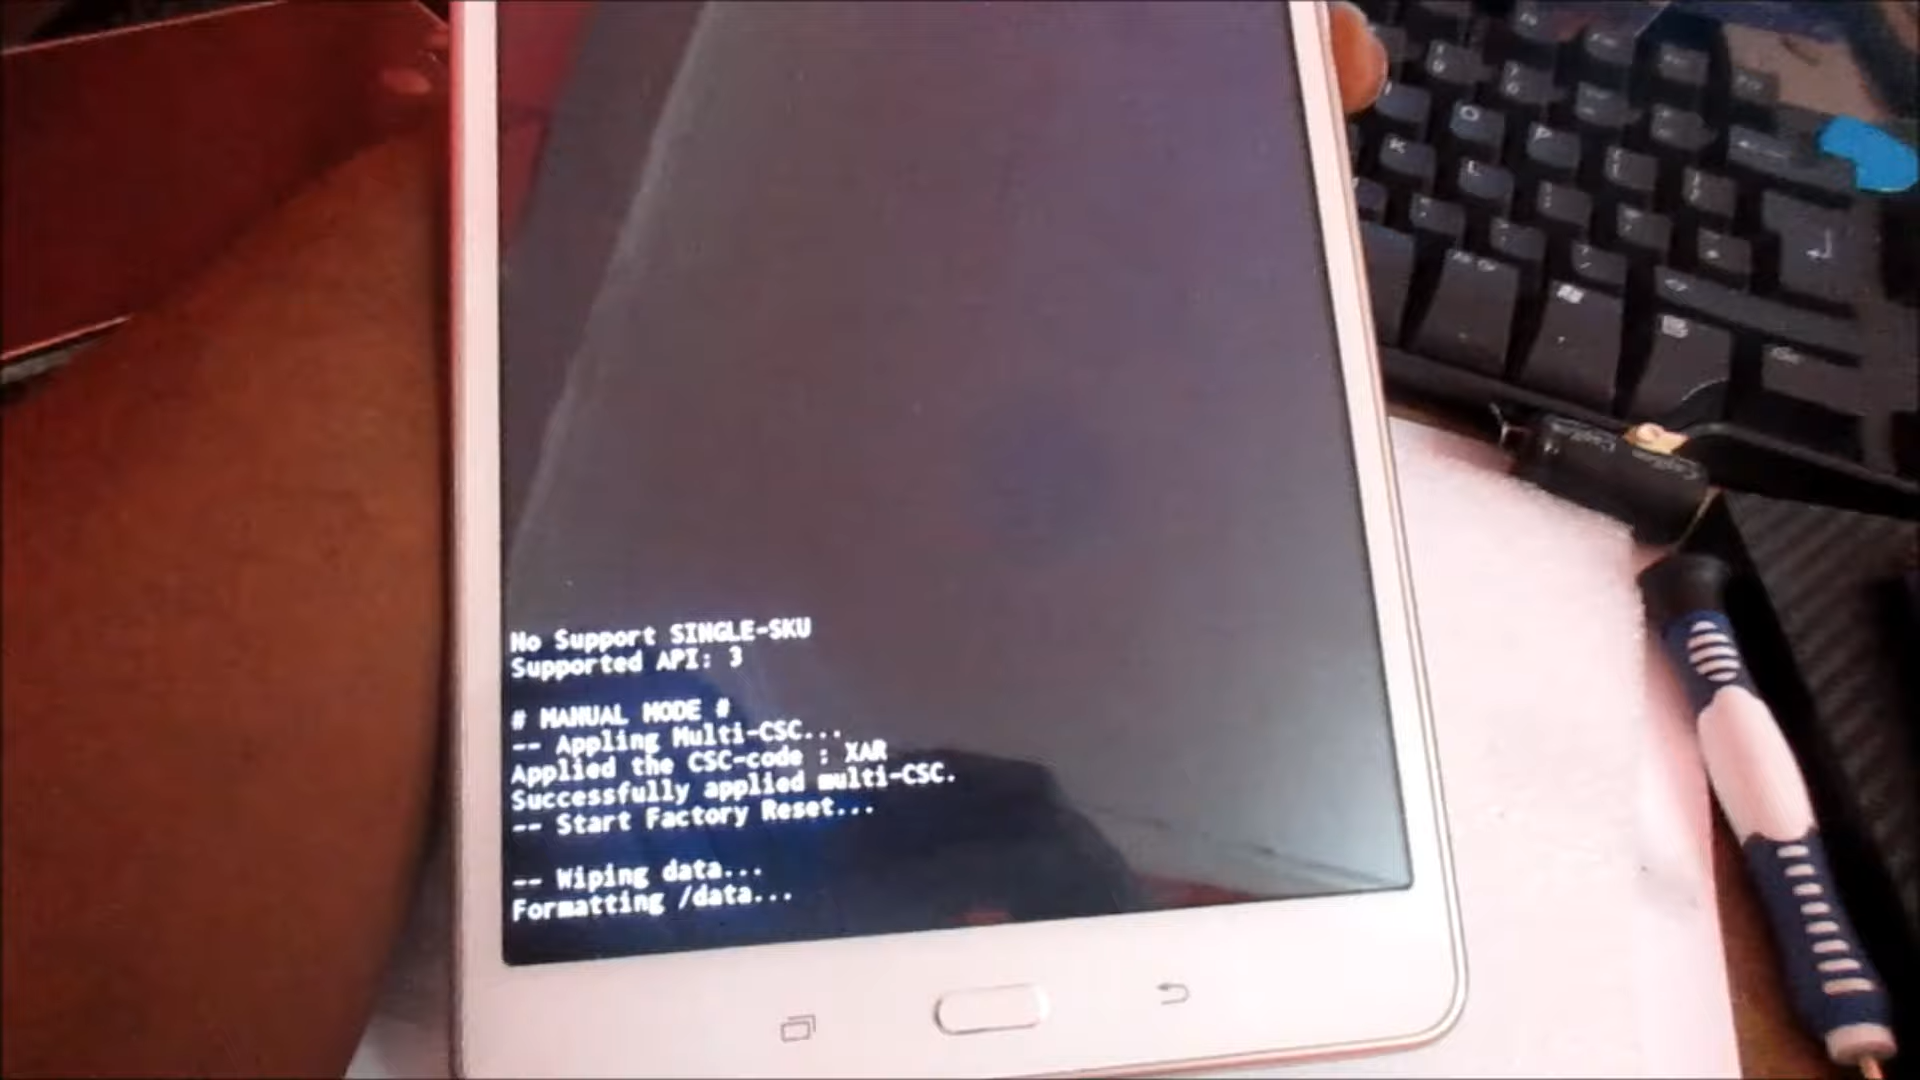 No Support SINGLE-SKU
Supported API: 3
# MANUAL MODE #
-- Appling Multi-CSC...
Applied the CSC-code : XAR
Successfully applied multi-CSC.
-- Start Factory Reset...
-- Wiping data...
Formatting /data...
O
P
K
L